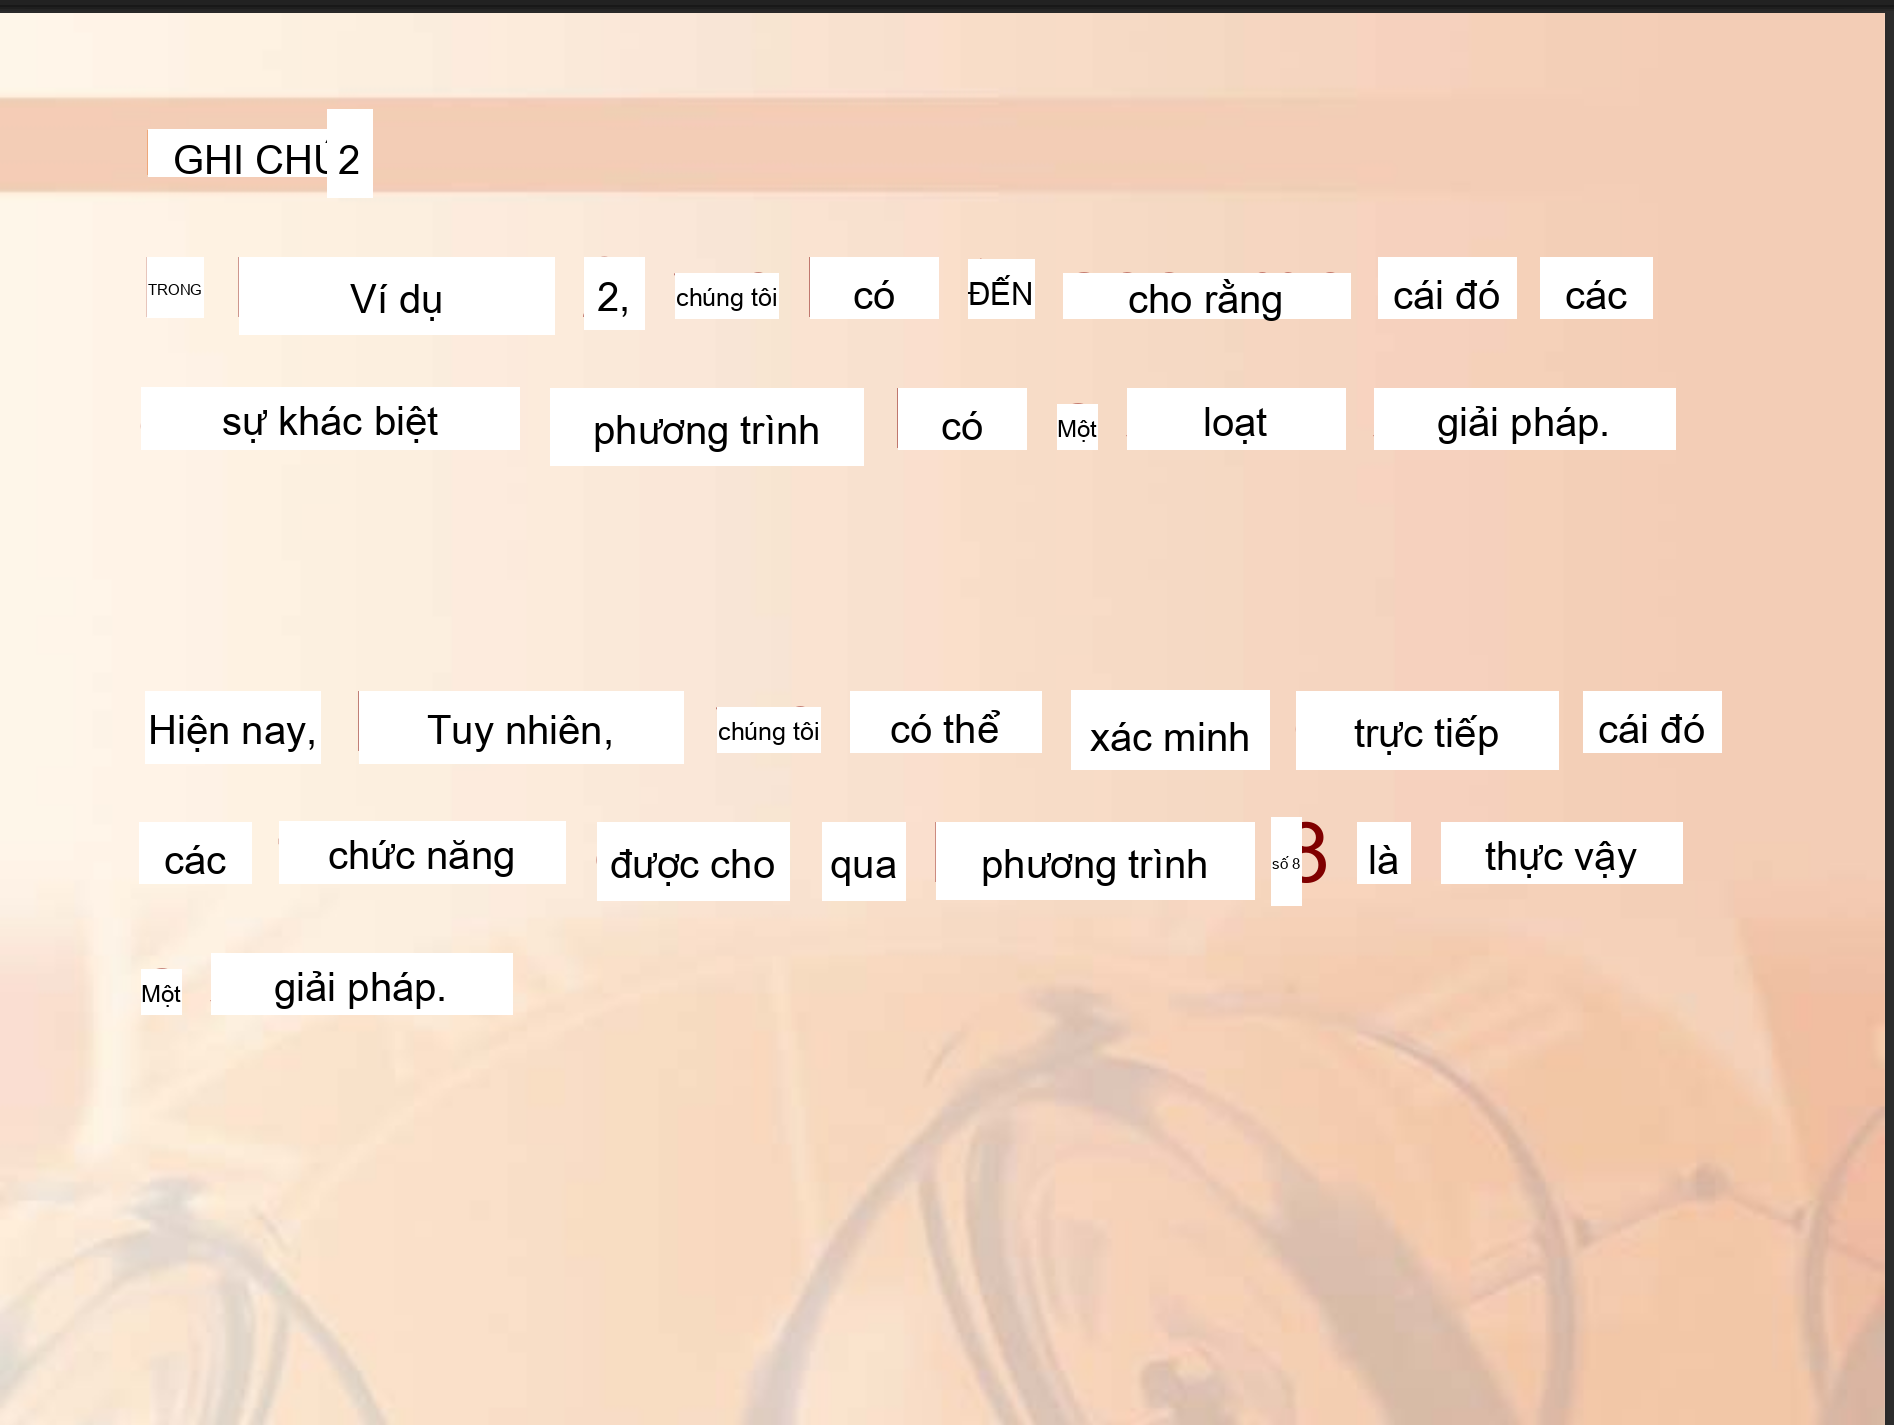 GHI CHÚ 2
TRONG Ví dụ 2, chúng tôi có ĐẾN cho rằng cái đó các
sự khác biệt phương trình có Một loạt giải pháp.
Hiện nay, Tuy nhiên, chúng tôi có thể xác minh trực tiếp cái đó
các chức năng được cho qua phương trình số 8 8 là thực vậy
Một giải pháp.